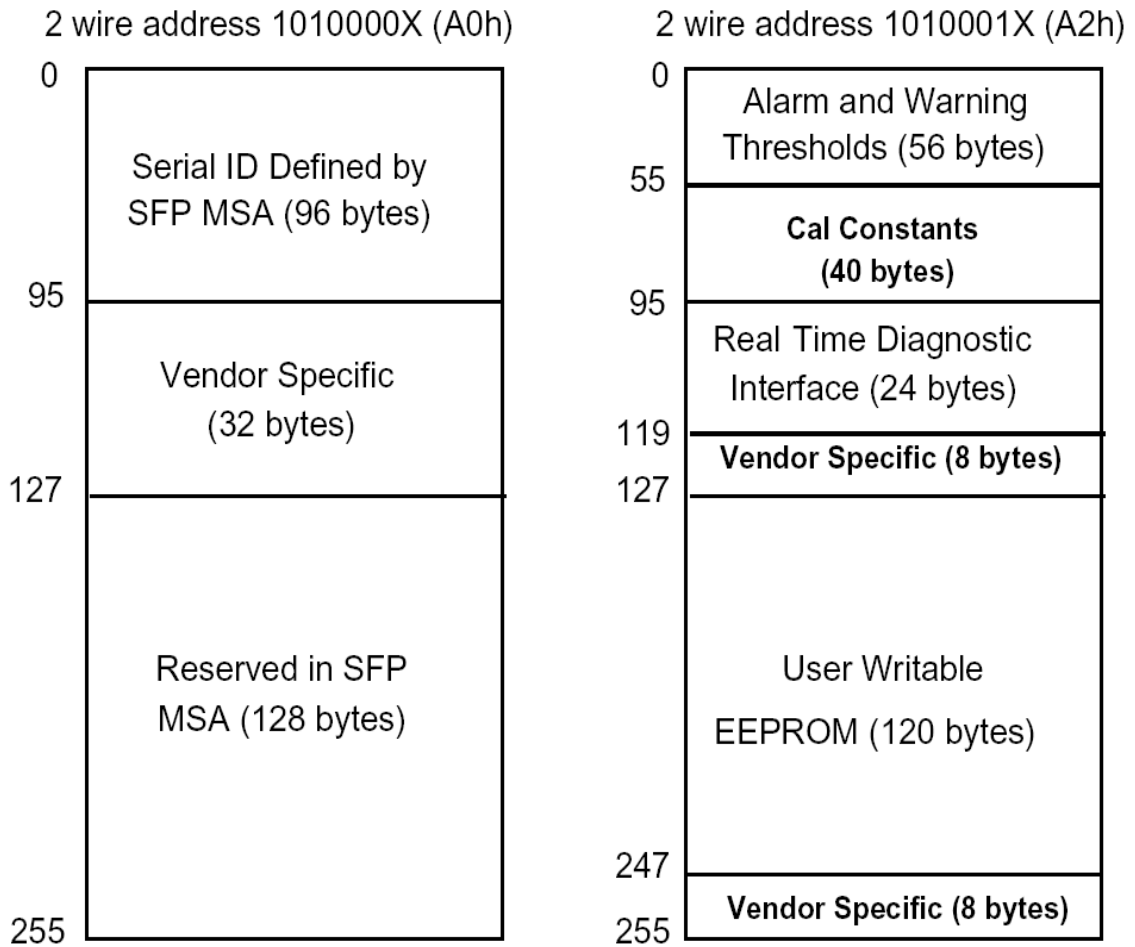 2 wire address 1010000X (A0h)
0
Serial ID Defined by
SFP MSA (96 bytes)
95
Vendor Specific
(32 bytes)
127
Reserved in SFP
MSA (128 bytes)
255
2 wire address 1010001X (A2h)
0
Alarm and Warning
Thresholds (56 bytes)
55
Cal Constants
(40 bytes)
95
Real Time Diagnostic
Interface (24 bytes)
119
Vendor Specific (8 bytes)
127
User Writable
EEPROM (120 bytes)
247
Vendor Specific (8 bytes)
255